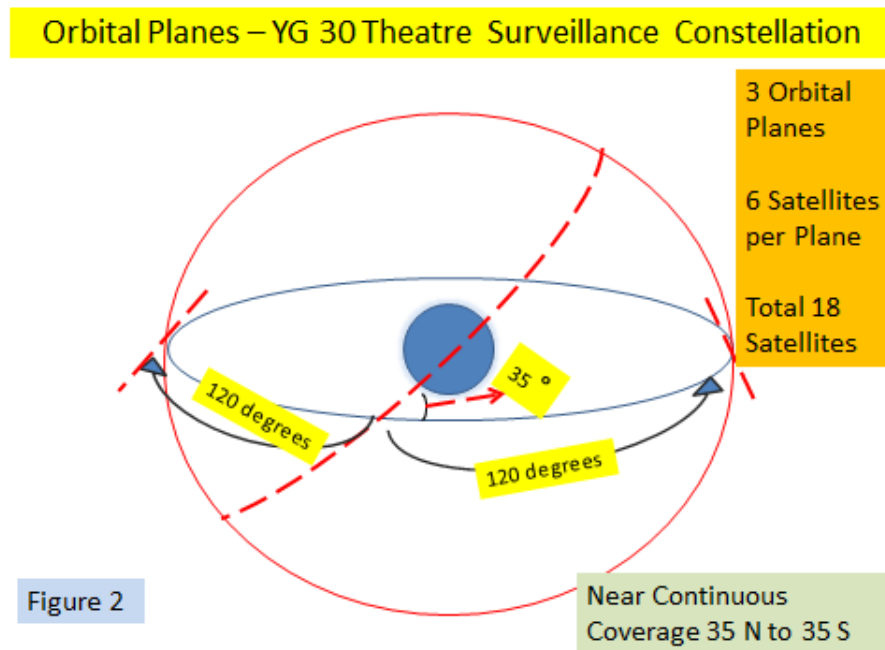 Orbital Planes – YG 30 Theatre Surveillance Constellation
3 Orbital
Planes
6 Satellites
per Plane
Total 18
Satellites
35 °
120 degrees
120 degrees
Figure 2
Near Continuous
Coverage 35 N to 35 S